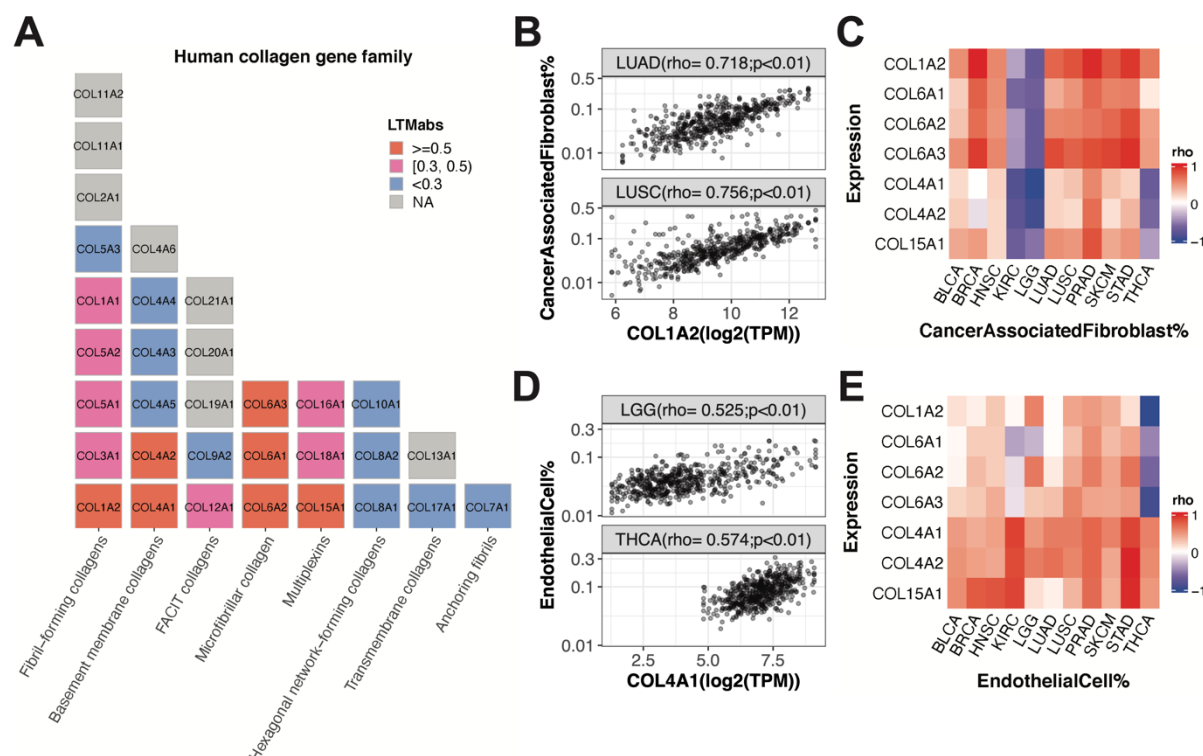 A
Human collagen gene family
COL11A2
COL11A1
COL2A1
COL5A3 COL4A6
COL1A1 COL4A4 COL21A1
COL5A2 COL4A3 COL20A1
COL5A1 COL4A5 COL19A1 COL6A3 COL16A1 COL10A1
COL3A1 COL4A2 COL9A2 COL6A1 COL18A1 COL8A2 COL13A1
COL1A2 COL4A1 COL12A1 COL6A2 COL15A1 COL8A1 COL17A1 COL7A1
Fibril-forming collagens
Basement membrane collagens
FACIT collagens
Microfibrillar collagen
Multiplexins
Hexagonal network-forming collagens
Transmembrane collagens
Anchoring fibrils
LTMabs
>=0.5
[0.3, 0.5)
<0.3
NA
B
LUAD(rho= 0.718;p<0.01)
0.5
0.1
0.01
LUSC(rho= 0.756;p<0.01)
0.5
0.1
0.01
CancerAssociatedFibroblast%
6 8 10 12
COL1A2(log2(TPM))
C
COL1A2
COL6A1
COL6A2
COL6A3
COL4A1
COL4A2
COL15A1
Expression
BLCA BRCA HNSC KIRC LGG LUAD LUSC PRAD SKCM STAD THCA
CancerAssociatedFibroblast%
rho
1
0
−1
D
LGG(rho= 0.525;p<0.01)
0.3
0.1
0.01
THCA(rho= 0.574;p<0.01)
0.3
0.1
0.01
EndothelialCell%
2.5 5.0 7.5
COL4A1(log2(TPM))
E
COL1A2
COL6A1
COL6A2
COL6A3
COL4A1
COL4A2
COL15A1
Expression
BLCA BRCA HNSC KIRC LGG LUAD LUSC PRAD SKCM STAD THCA
EndothelialCell%
rho
1
0
−1